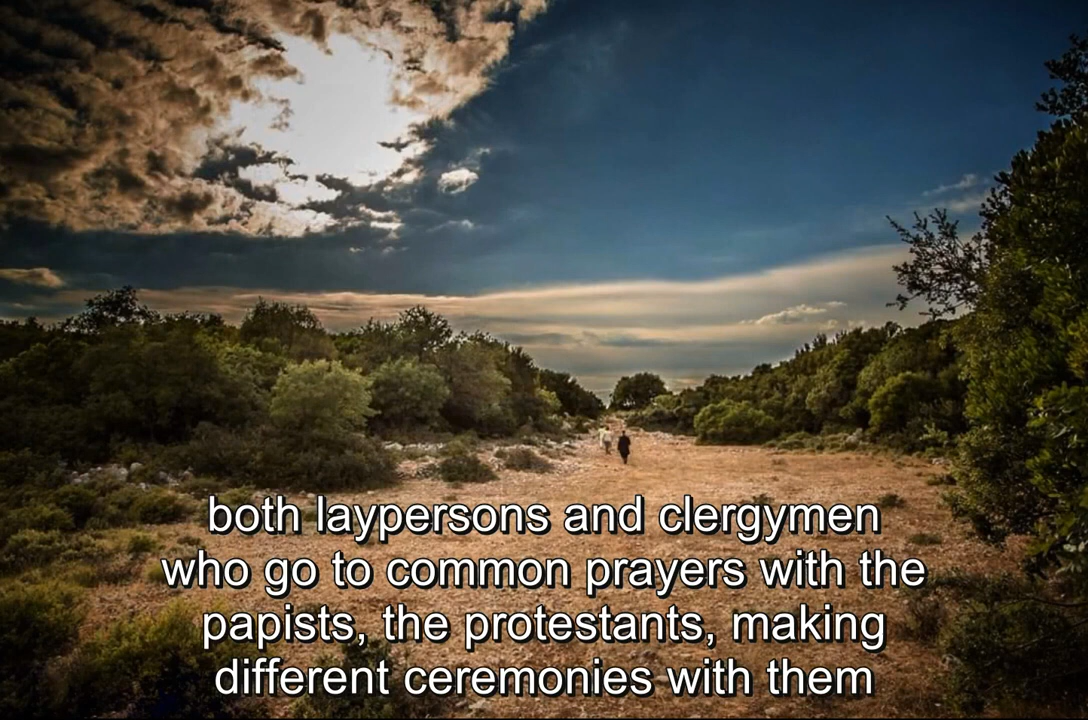 both laypersons and clergymen
who go to common prayers with the
papists, the protestants, making
different ceremonies with them